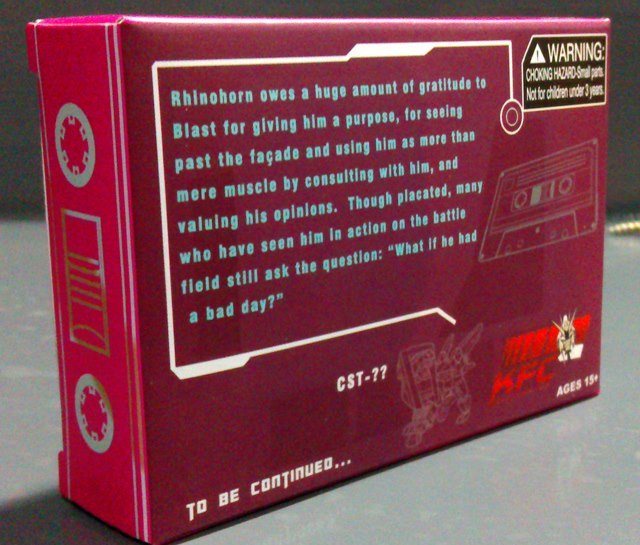 Rhinohorn owes a huge amount of gratitude to
Blast for giving him a purpose, for seeing
past the façade and using him as more than
mere muscle by consulting with him, and
valuing his opinions. Though placated, many
who have seen him in action on the battle
field still ask the question: “What if he had
a bad day?”
WARNING:
CHOKING HAZARD-Small parts.
Not for children under 3 years.
CST-??
KFC
AGES 15+
TO BE CONTINUED...